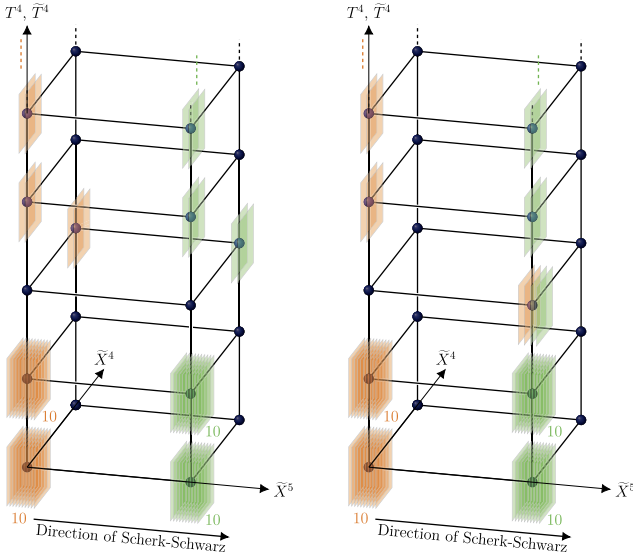 T⁴, T̃⁴
X̃⁴
10
10
X̃⁵
10
10
Direction of Scherk-Schwarz
T⁴, T̃⁴
X̃⁴
10
10
X̃⁵
10
10
Direction of Scherk-Schwarz